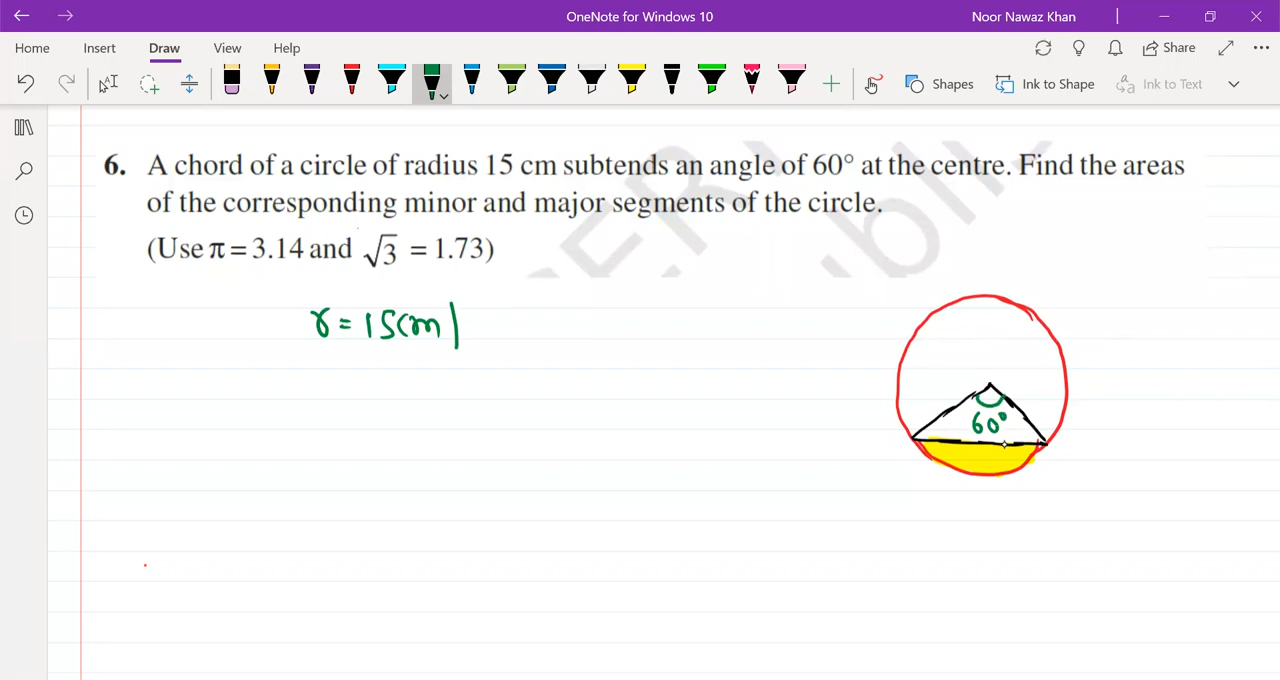 OneNote for Windows 10
Noor Nawaz Khan
Home Insert Draw View Help
Share
Shapes Ink to Shape Ink to Text
6. A chord of a circle of radius 15 cm subtends an angle of 60° at the centre. Find the areas
of the corresponding minor and major segments of the circle.
(Use π = 3.14 and √3 = 1.73)
r = 15cm
60°